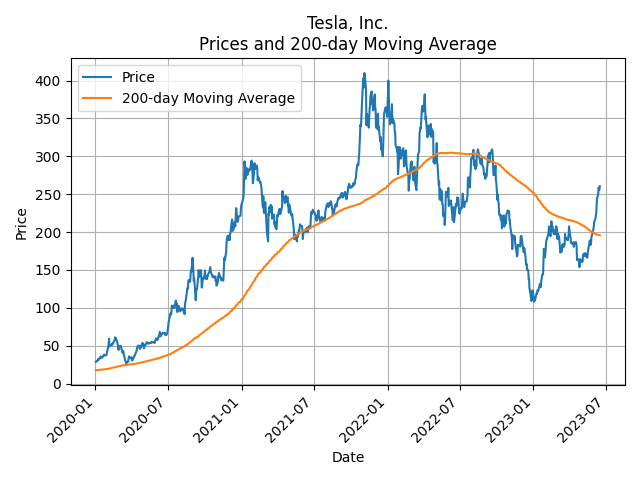 Tesla, Inc.
Prices and 200-day Moving Average
Price
200-day Moving Average
Price
400
350
300
250
200
150
100
50
0
2020-01
2020-07
2021-01
2021-07
2022-01
2022-07
2023-01
2023-07
Date